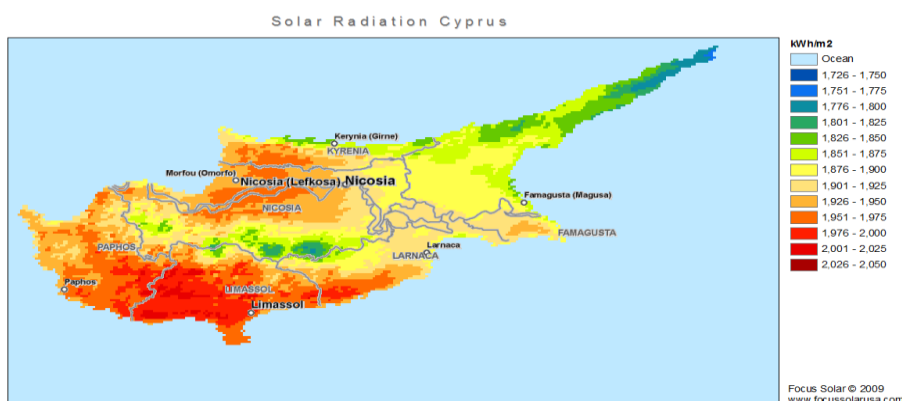 Solar Radiation Cyprus
kWh/m2
Ocean
1,726 - 1,750
1,751 - 1,775
1,776 - 1,800
1,801 - 1,825
1,826 - 1,850
1,851 - 1,875
1,876 - 1,900
1,901 - 1,925
1,926 - 1,950
1,951 - 1,975
1,976 - 2,000
2,001 - 2,025
2,026 - 2,050
Kerynia (Girne)
KYRENIA
Morfou (Omorfo)
Nicosia (Lefkosa)
Nicosia
NICOSIA
Famagusta (Magusa)
FAMAGUSTA
PAPHOS
Larnaca
LARNACA
Paphos
LIMASSOL
Limassol
Focus Solar © 2009
www.focussolarusa.com